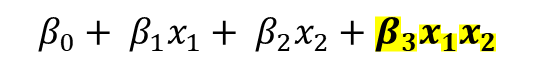 β₀ + β₁x₁ + β₂x₂ + β₃x₁x₂